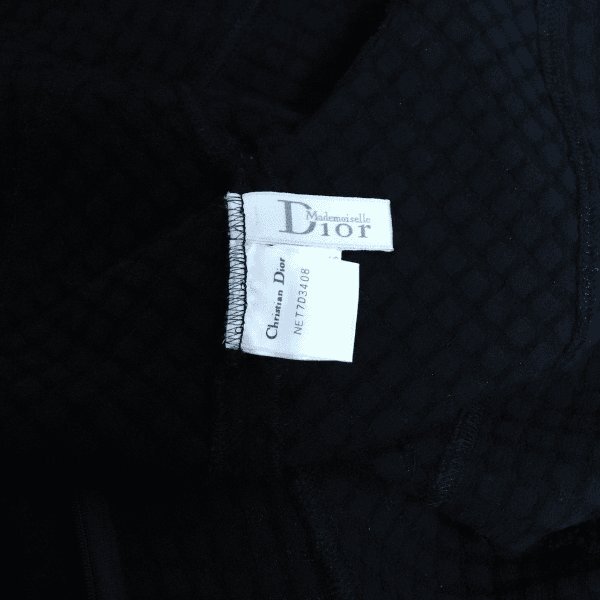 Mademoiselle
Dior
Christian Dior
NET7D3408